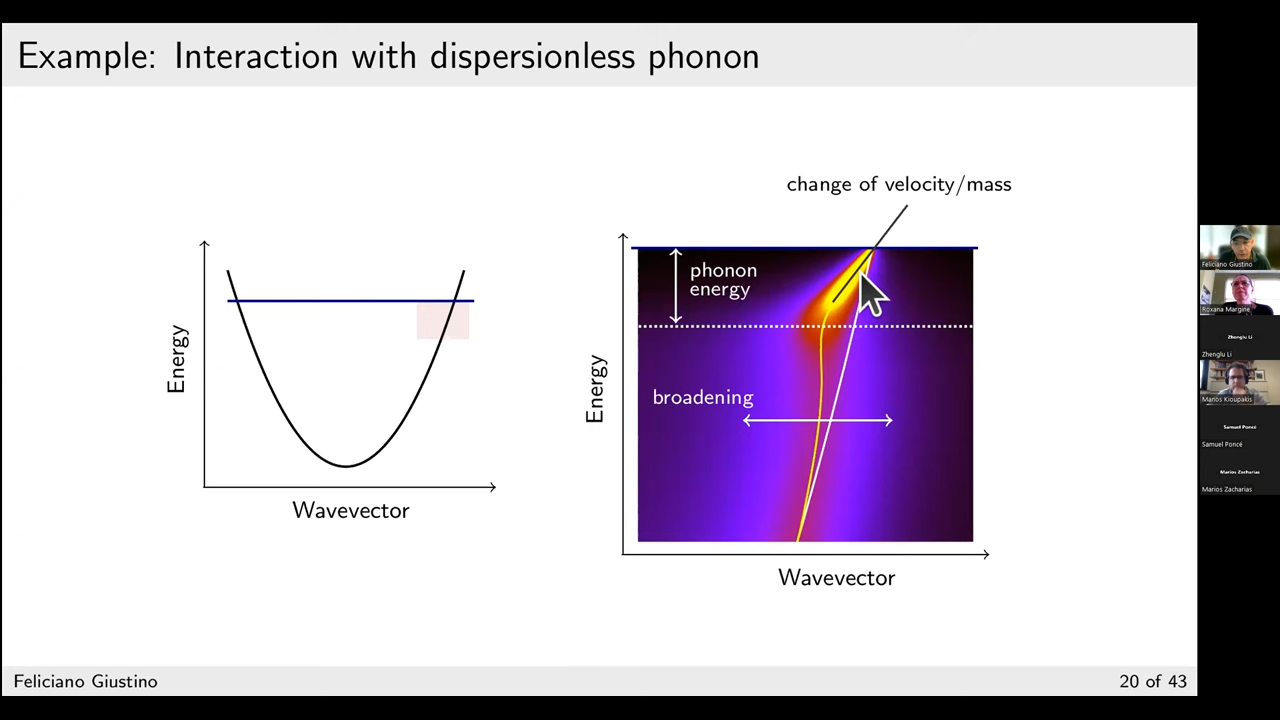 Example: Interaction with dispersionless phonon
Energy
Wavevector
change of velocity/mass
phonon
energy
broadening
Energy
Wavevector
Feliciano Giustino
20 of 43
Feliciano Giustino
Roxana Margine
Zhenglu Li
Zhenglu Li
Marios Kioupakis
Samuel Poncé
Samuel Poncé
Marios Zacharias
Marios Zacharias